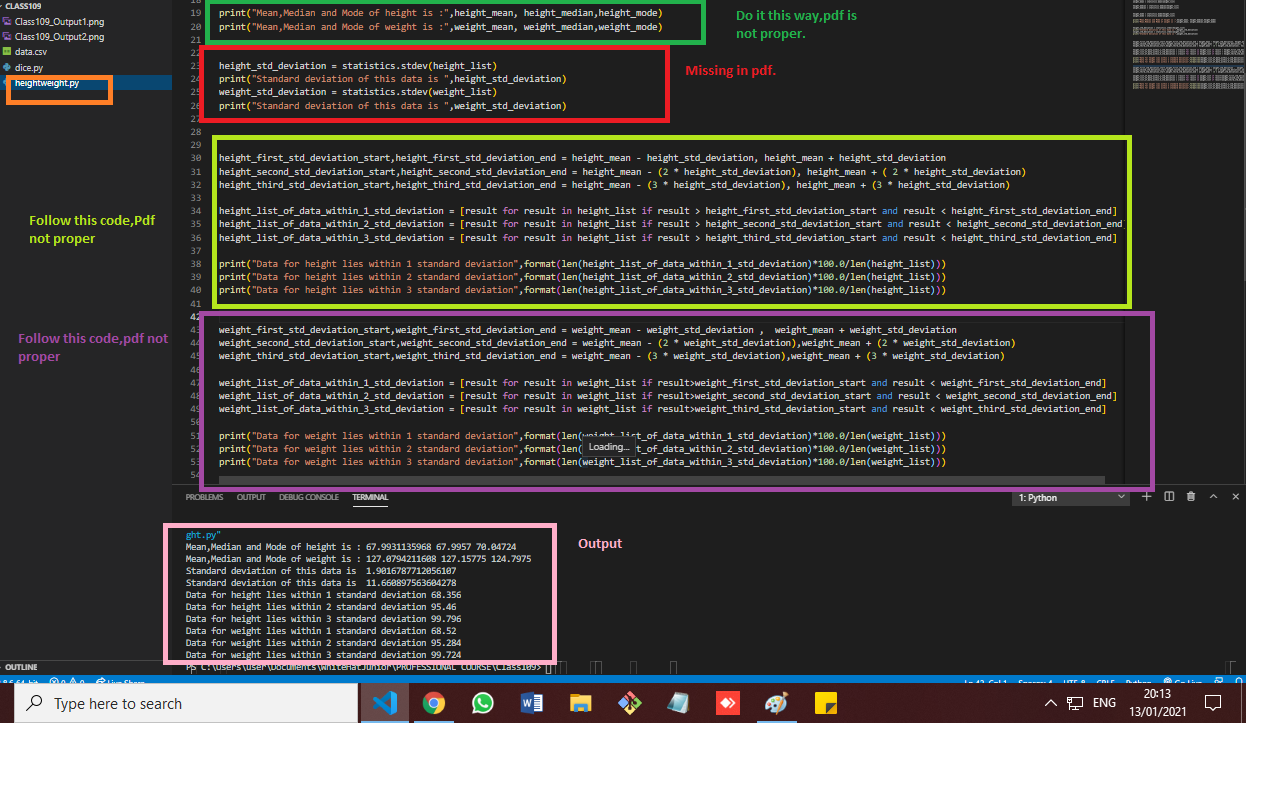 CLASS109
Class109_Output1.png
Class109_Output2.png
data.csv
dice.py
heightweight.py
19 print("Mean,Median and Mode of height is :",height_mean, height_median,height_mode)
20 print("Mean,Median and Mode of weight is :",weight_mean, weight_median,weight_mode)
21
22
Do it this way,pdf is
not proper.
23 height_std_deviation = statistics.stdev(height_list)
24 print("Standard deviation of this data is ",height_std_deviation)
25 weight_std_deviation = statistics.stdev(weight_list)
26 print("Standard deviation of this data is ",weight_std_deviation)
27
28
29
Missing in pdf.
30 height_first_std_deviation_start,height_first_std_deviation_end = height_mean - height_std_deviation, height_mean + height_std_deviation
31 height_second_std_deviation_start,height_second_std_deviation_end = height_mean - (2 * height_std_deviation), height_mean + ( 2 * height_std_deviation)
32 height_third_std_deviation_start,height_third_std_deviation_end = height_mean - (3 * height_std_deviation), height_mean + (3 * height_std_deviation)
33
34 height_list_of_data_within_1_std_deviation = [result for result in height_list if result > height_first_std_deviation_start and result < height_first_std_deviation_end]
35 height_list_of_data_within_2_std_deviation = [result for result in height_list if result > height_second_std_deviation_start and result < height_second_std_deviation_end
36 height_list_of_data_within_3_std_deviation = [result for result in height_list if result > height_third_std_deviation_start and result < height_third_std_deviation_end]
37
38 print("Data for height lies within 1 standard deviation",format(len(height_list_of_data_within_1_std_deviation)*100.0/len(height_list)))
39 print("Data for height lies within 2 standard deviation",format(len(height_list_of_data_within_2_std_deviation)*100.0/len(height_list)))
40 print("Data for height lies within 3 standard deviation",format(len(height_list_of_data_within_3_std_deviation)*100.0/len(height_list)))
41
42
Follow this code,Pdf
not proper
43 weight_first_std_deviation_start,weight_first_std_deviation_end = weight_mean - weight_std_deviation , weight_mean + weight_std_deviation
44 weight_second_std_deviation_start,weight_second_std_deviation_end = weight_mean - (2 * weight_std_deviation),weight_mean + (2 * weight_std_deviation)
45 weight_third_std_deviation_start,weight_third_std_deviation_end = weight_mean - (3 * weight_std_deviation),weight_mean + (3 * weight_std_deviation)
46
47 weight_list_of_data_within_1_std_deviation = [result for result in weight_list if result>weight_first_std_deviation_start and result < weight_first_std_deviation_end]
48 weight_list_of_data_within_2_std_deviation = [result for result in weight_list if result>weight_second_std_deviation_start and result < weight_second_std_deviation_end]
49 weight_list_of_data_within_3_std_deviation = [result for result in weight_list if result>weight_third_std_deviation_start and result < weight_third_std_deviation_end]
50
51 print("Data for weight lies within 1 standard deviation",format(len(weight_list_of_data_within_1_std_deviation)*100.0/len(weight_list)))
52 print("Data for weight lies within 2 standard deviation",format(len(weight_list_of_data_within_2_std_deviation)*100.0/len(weight_list)))
53 print("Data for weight lies within 3 standard deviation",format(len(weight_list_of_data_within_3_std_deviation)*100.0/len(weight_list)))
54
Loading...
Follow this code,pdf not
proper
PROBLEMS OUTPUT DEBUG CONSOLE TERMINAL 1: Python
ght.py"
Mean,Median and Mode of height is : 67.9931135968 67.9957 70.04724
Mean,Median and Mode of weight is : 127.0794211608 127.15775 124.7975
Standard deviation of this data is 1.9016787712056107
Standard deviation of this data is 11.660897563604278
Data for height lies within 1 standard deviation 68.356
Data for height lies within 2 standard deviation 95.46
Data for height lies within 3 standard deviation 99.796
Data for weight lies within 1 standard deviation 68.52
Data for weight lies within 2 standard deviation 95.284
Data for weight lies within 3 standard deviation 99.724
PS C:\Users\User\Documents\WhiteHatJunior\PROFESSIONAL COURSE\Class109>
Output
OUTLINE
Type here to search
ENG
20:13
13/01/2021